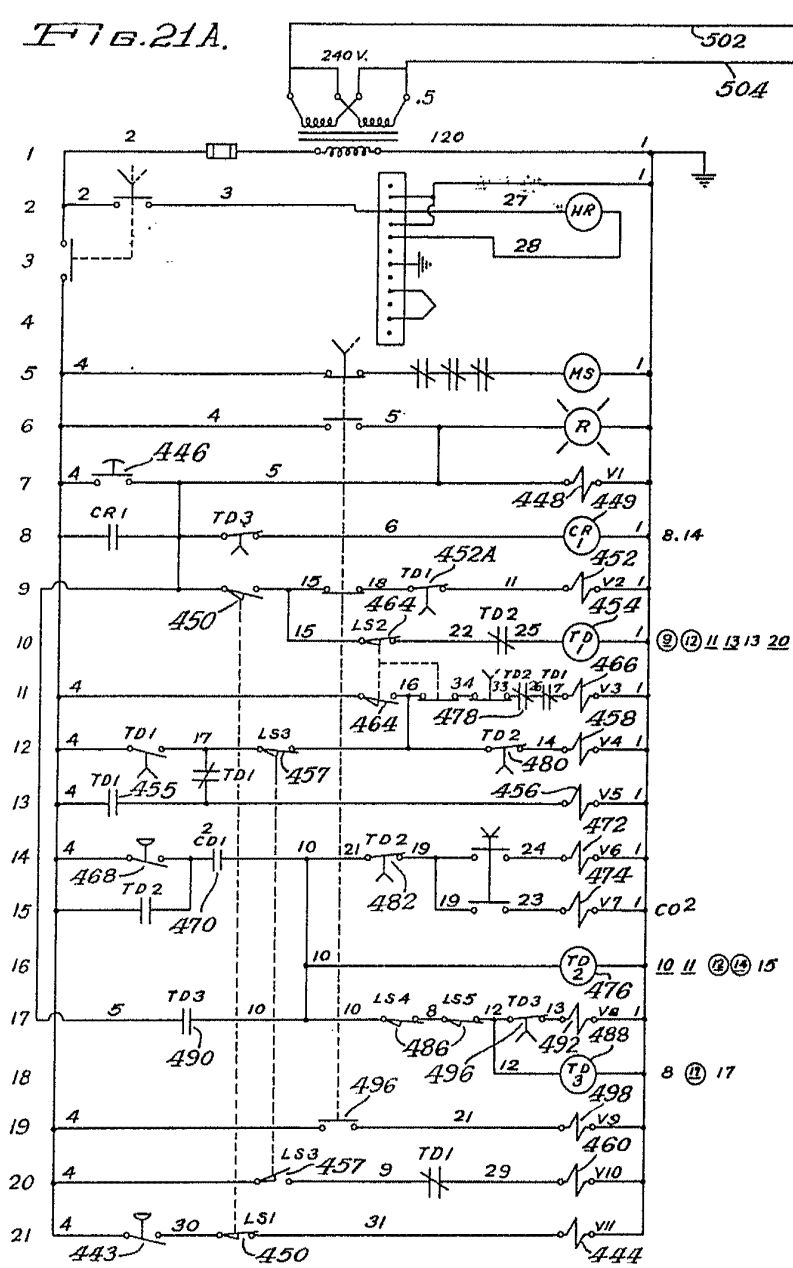 Fig. 21A.
502
240 V.
504
.5
1 2 120 1
1
2 2 3 27 HR
28
3
4
5 4 MS 1
6 4 5 R
446
7 4 5 448 V1
449
8 CR1 TD3 6 CR 1 1 8.14
452A
452
9 450 15 18 TD1 11 V2 1
464 454
10 15 LS2 22 TD2 25 TD 1 1 9 12 11 13 13 20
466
11 4 464 16 34 33 TD2 26 TD1 7 V3 1
478 458
12 4 TD1 17 LS3 TD2 14 V4 1
457 480
TD1
13 4 TD1 455 456 V5 1
472
2
14 4 CD1 10 21 TD2 19 24 V6 1
468 470 482 474
15 TD2 19 23 V7 1 CO2
16 10 TD 2 10 11 12 14 15
476
17 5 TD3 10 10 LS4 8 LS5 12 TD3 13 V8 1
490 486 496 492 488
18 12 TD 3 8 17
496 498
19 4 21 V9
460
20 4 LS3 457 9 TD1 29 V10
21 4 30 LS1 31 V11
443 450 444